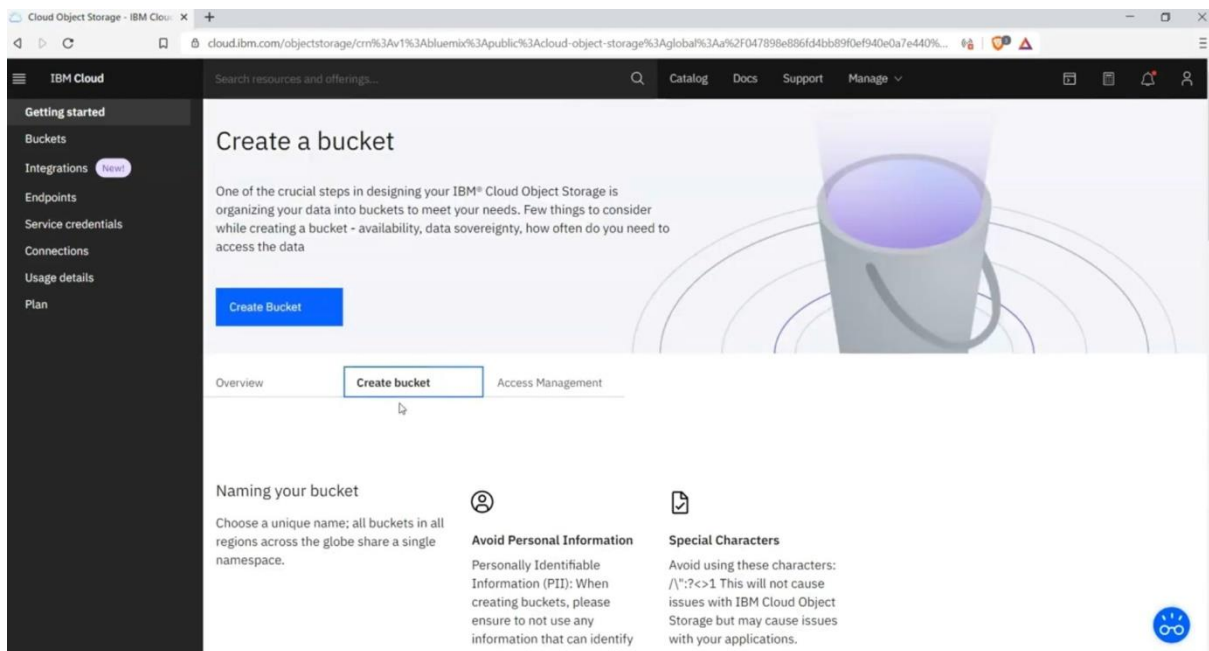 Cloud Object Storage - IBM Clou
cloud.ibm.com/objectstorage/crn%3Av1%3Abluemix%3Apublic%3Acloud-object-storage%3Aglobal%3Aa%2F047898e886fd4bb89f0ef940e0a7e440%...
IBM Cloud
Search resources and offerings...
Catalog
Docs
Support
Manage
Getting started
Buckets
Integrations New!
Endpoints
Service credentials
Connections
Usage details
Plan
Create a bucket
One of the crucial steps in designing your IBM® Cloud Object Storage is
organizing your data into buckets to meet your needs. Few things to consider
while creating a bucket - availability, data sovereignty, how often do you need to
access the data
Create Bucket
Overview
Create bucket
Access Management
Naming your bucket
Choose a unique name; all buckets in all
regions across the globe share a single
namespace.
Avoid Personal Information
Personally Identifiable
Information (PII): When
creating buckets, please
ensure to not use any
information that can identify
Special Characters
Avoid using these characters:
/\":?<>1 This will not cause
issues with IBM Cloud Object
Storage but may cause issues
with your applications.